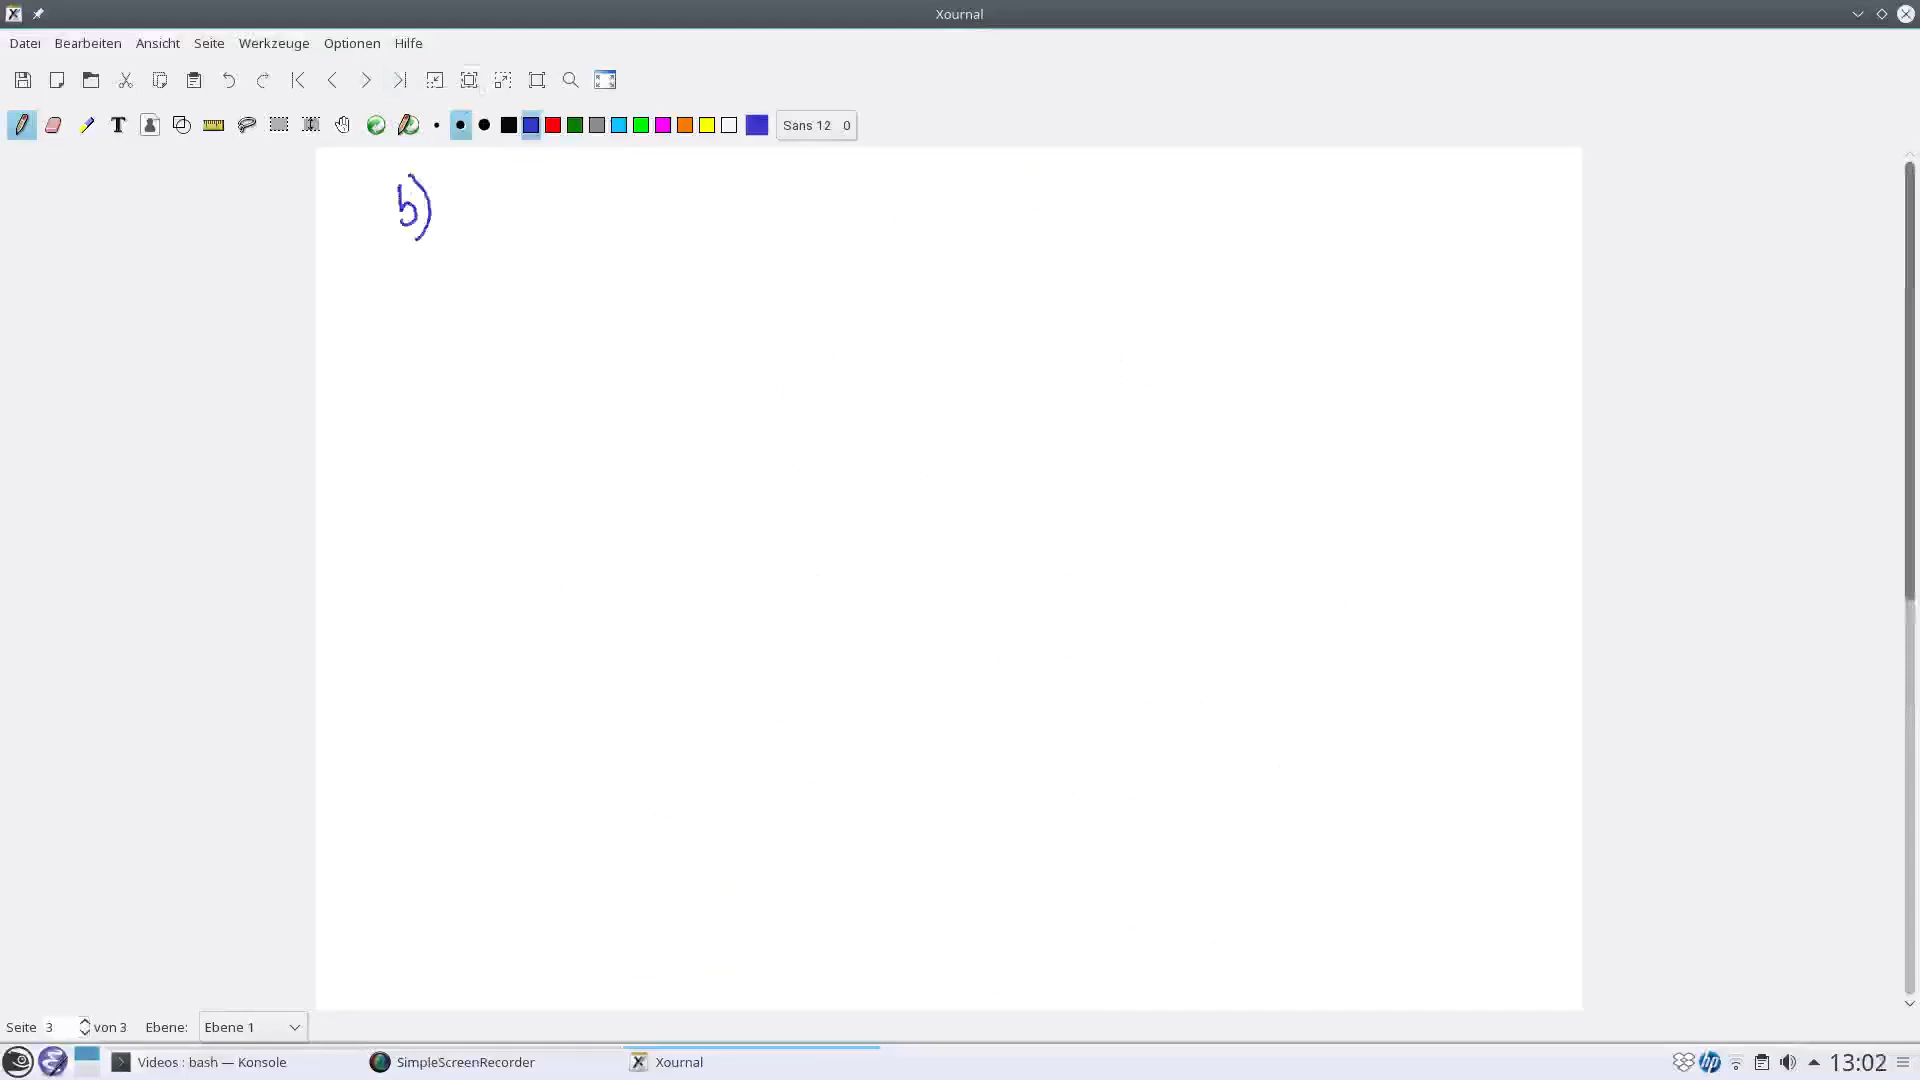 Xournal
Datei Bearbeiten Ansicht Seite Werkzeuge Optionen Hilfe
T Sans 12 0
b)
Seite 3 von 3 Ebene: Ebene 1
Videos : bash — Konsole SimpleScreenRecorder Xournal hp 13:02